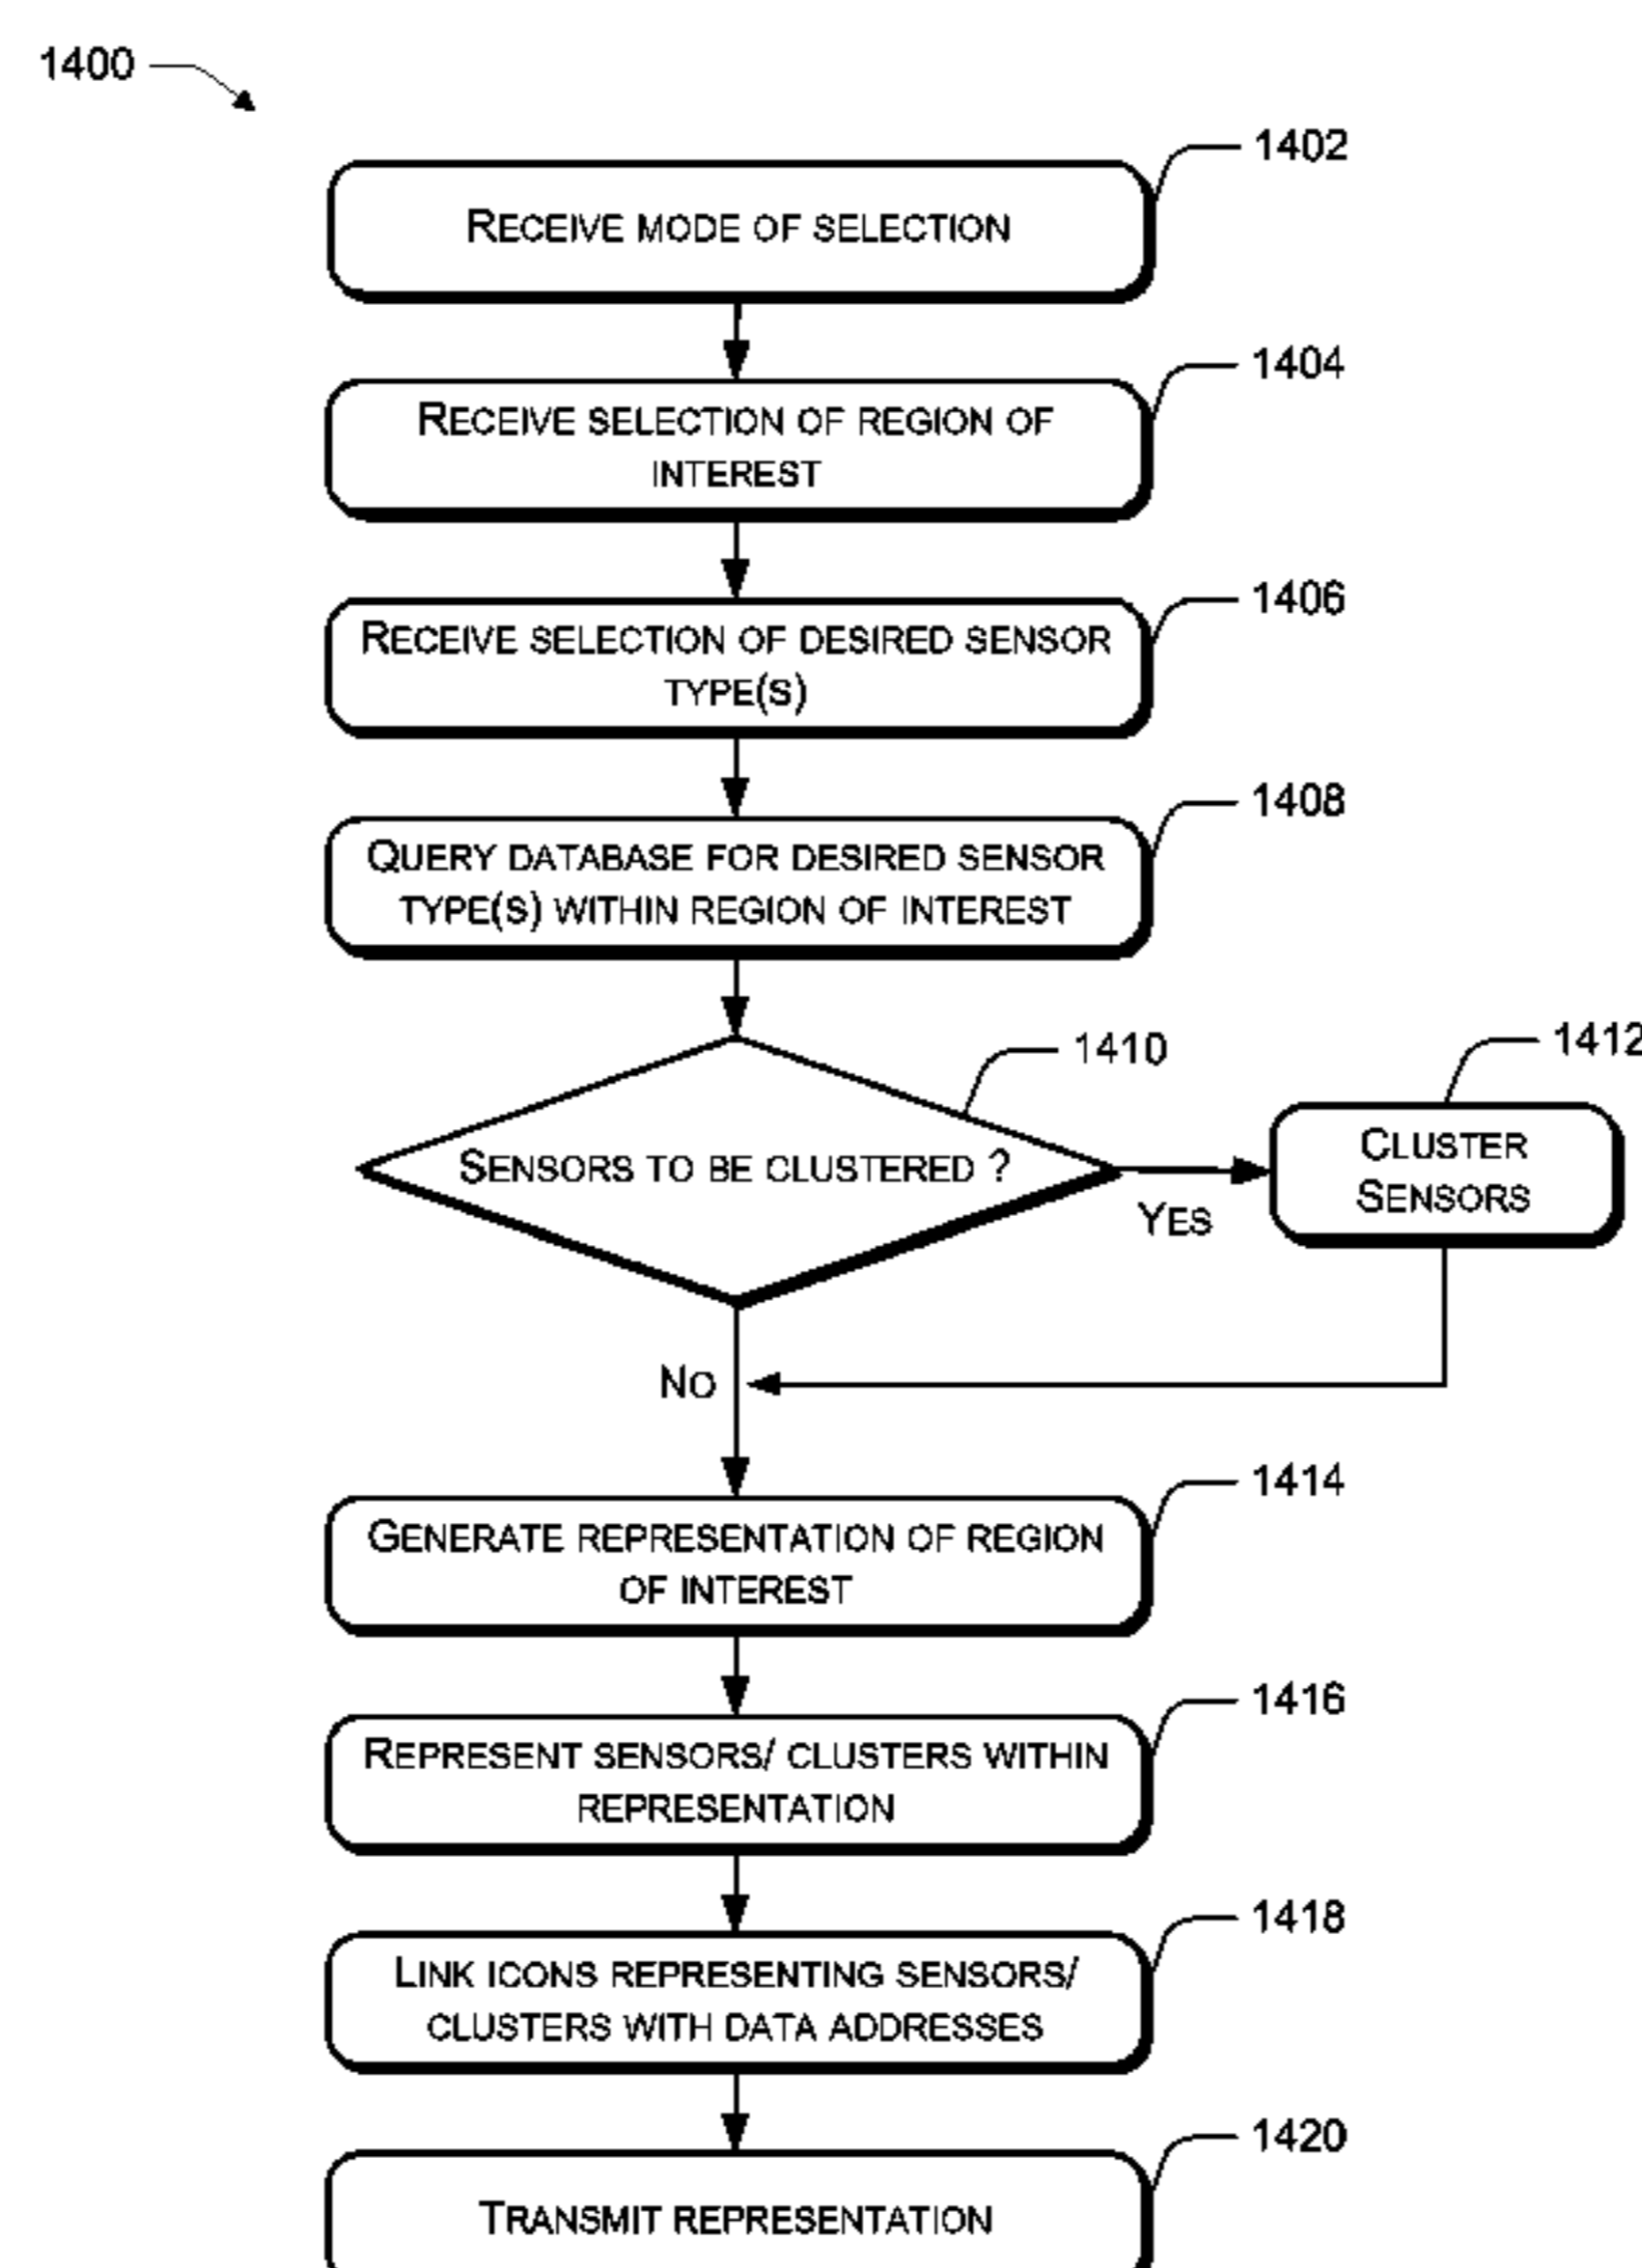 1400
1402
RECEIVE MODE OF SELECTION
1404
RECEIVE SELECTION OF REGION OF
INTEREST
1406
RECEIVE SELECTION OF DESIRED SENSOR
TYPE(S)
1408
QUERY DATABASE FOR DESIRED SENSOR
TYPE(S) WITHIN REGION OF INTEREST
1410
SENSORS TO BE CLUSTERED ?
YES
1412
CLUSTER
SENSORS
NO
1414
GENERATE REPRESENTATION OF REGION
OF INTEREST
1416
REPRESENT SENSORS/ CLUSTERS WITHIN
REPRESENTATION
1418
LINK ICONS REPRESENTING SENSORS/
CLUSTERS WITH DATA ADDRESSES
1420
TRANSMIT REPRESENTATION